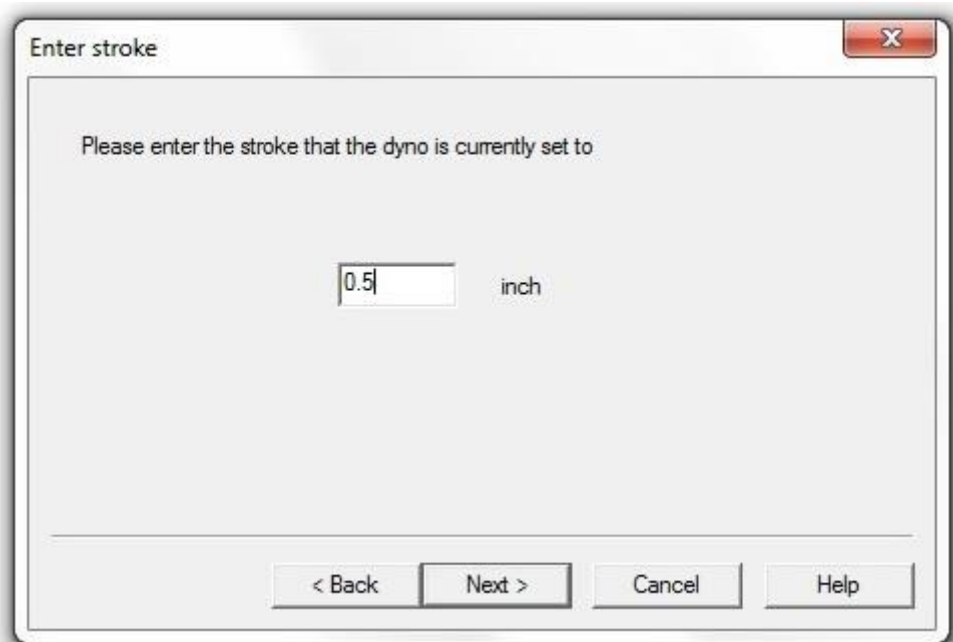 Enter stroke
Please enter the stroke that the dyno is currently set to
0.5 inch
< Back Next > Cancel Help